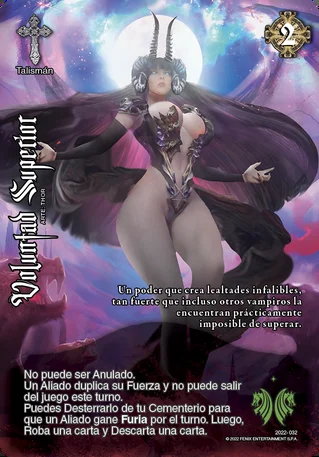 Talismán
2
Voluntad Superior
ARTE: THOR
Un poder que crea lealtades infalibles,
tan fuerte que incluso otros vampiros la
encuentran prácticamente
imposible de superar.
No puede ser Anulado.
Un Aliado duplica su Fuerza y no puede salir
del juego este turno.
Puedes Desterrarlo de tu Cementerio para
que un Aliado gane Furia por el turno. Luego,
Roba una carta y Descarta una carta.
2022- 032
© 2022 FENIX ENTERTAINMENT S.P.A.